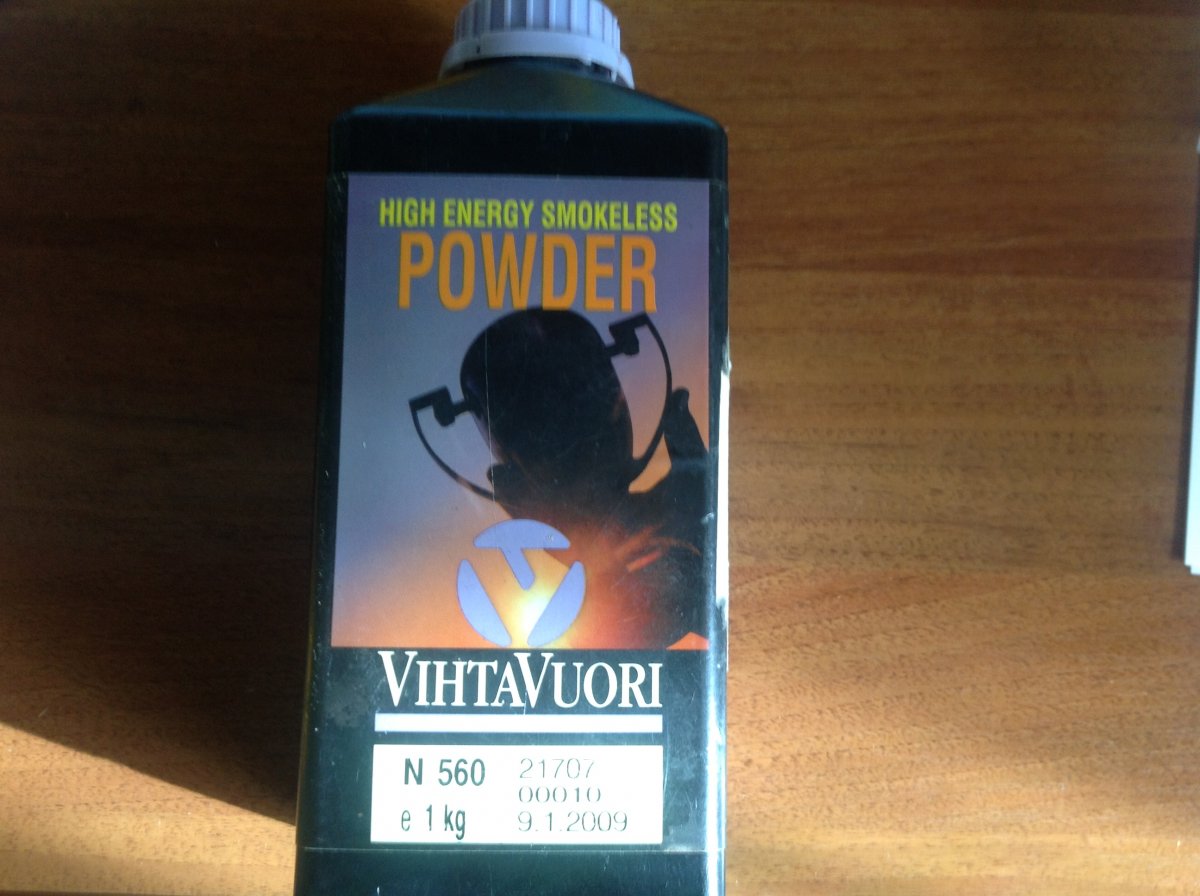 HIGH ENERGY SMOKELESS
POWDER
VIHTAVUORI
N 560
e 1 kg
21707
00010
9.1.2009